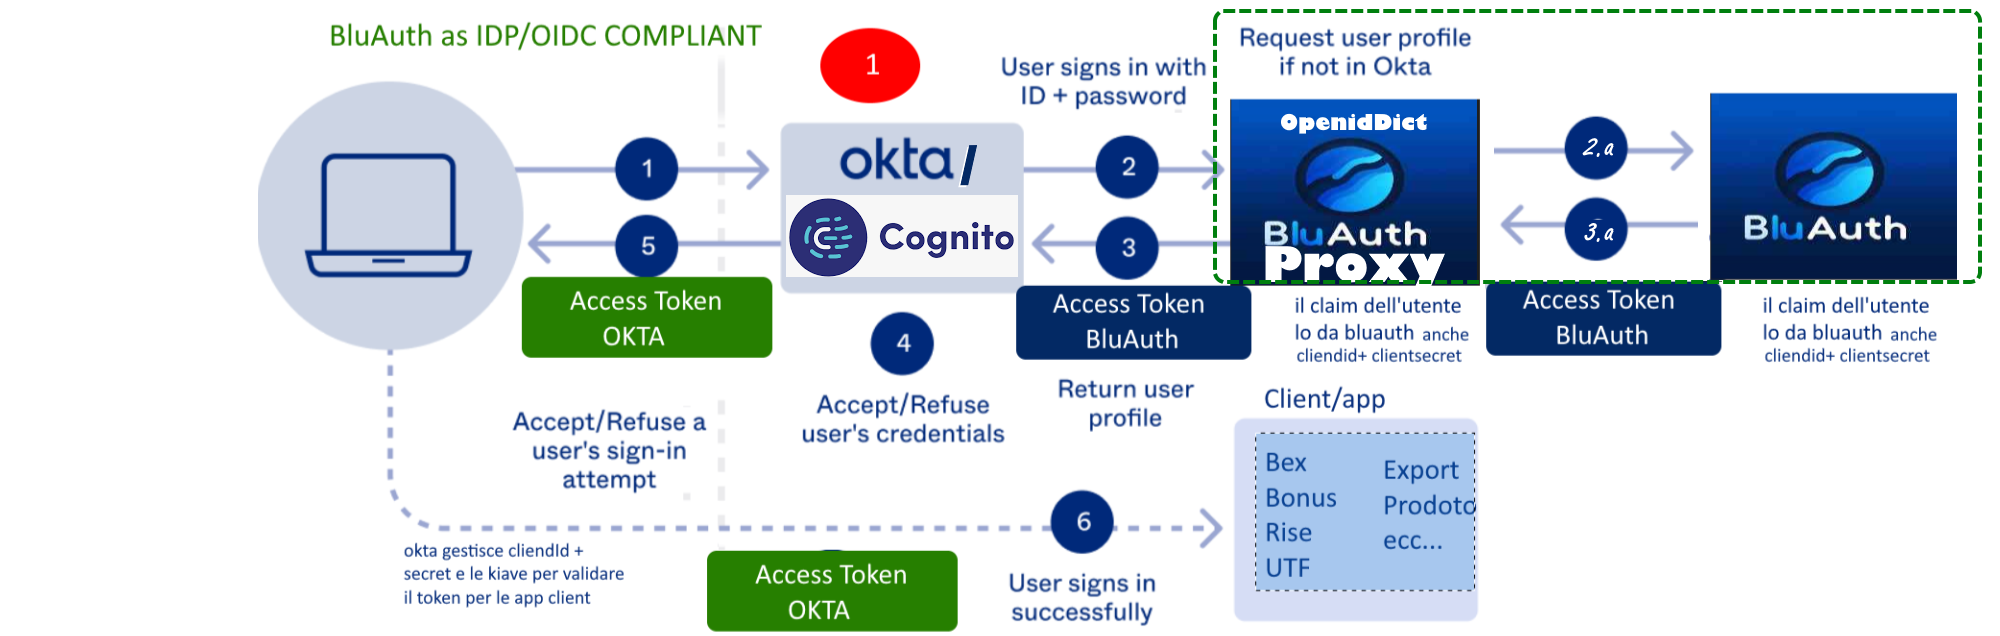 BluAuth as IDP/OIDC COMPLIANT
1
User signs in with
ID + password
Request user profile
if not in Okta
1
okta/
Cognito
5
Access Token
OKTA
2
3
Access Token
BluAuth
OpenidDict
BluAuth
Proxy
2.a
3.a
BluAuth
il claim dell'utente
lo da bluauth anche
cliendid+ clientsecret
Access Token
BluAuth
il claim dell'utente
lo da bluauth anche
cliendid+ clientsecret
4
Accept/Refuse
user's credentials
Return user
profile
Accept/Refuse a
user's sign-in
attempt
Client/app
Bex
Bonus
Rise
UTF
Export
Prodoto
ecc...
6
okta gestisce cliendId +
secret e le kiave per validare
il token per le app client
Access Token
OKTA
User signs in
successfully